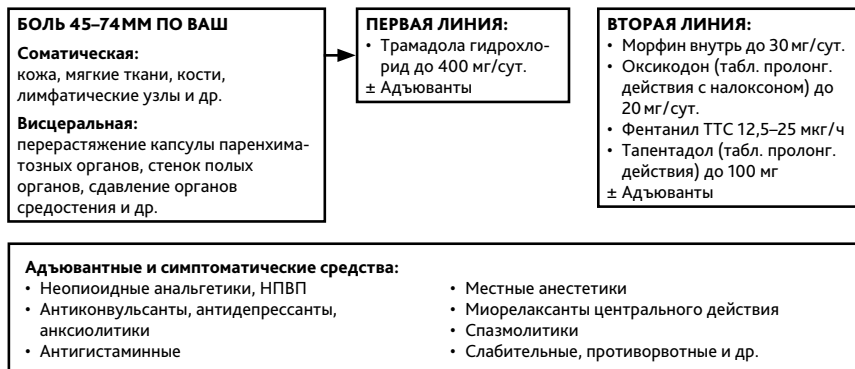 БОЛЬ 45–74 ММ ПО ВАШ
Соматическая:
кожа, мягкие ткани, кости,
лимфатические узлы и др.
Висцеральная:
перерастяжение капсулы паренхима-
тозных органов, стенок полых
органов, сдавление органов
средостения и др.
ПЕРВАЯ ЛИНИЯ:
• Трамадола гидрохло-
рид до 400 мг/сут.
± Адъюванты
ВТОРАЯ ЛИНИЯ:
• Морфин внутрь до 30 мг/сут.
• Оксикодон (табл. пролонг.
действия с налоксоном) до
20 мг/сут.
• Фентанил ТТС 12,5–25 мкг/ч
• Тапентадол (табл. пролонг.
действия) до 100 мг
± Адъюванты
Адъювантные и симптоматические средства:
• Неопиоидные анальгетики, НПВП
• Антиконвульсанты, антидепрессанты,
анксиолитики
• Антигистаминные
• Местные анестетики
• Миорелаксанты центрального действия
• Спазмолитики
• Слабительные, противорвотные и др.